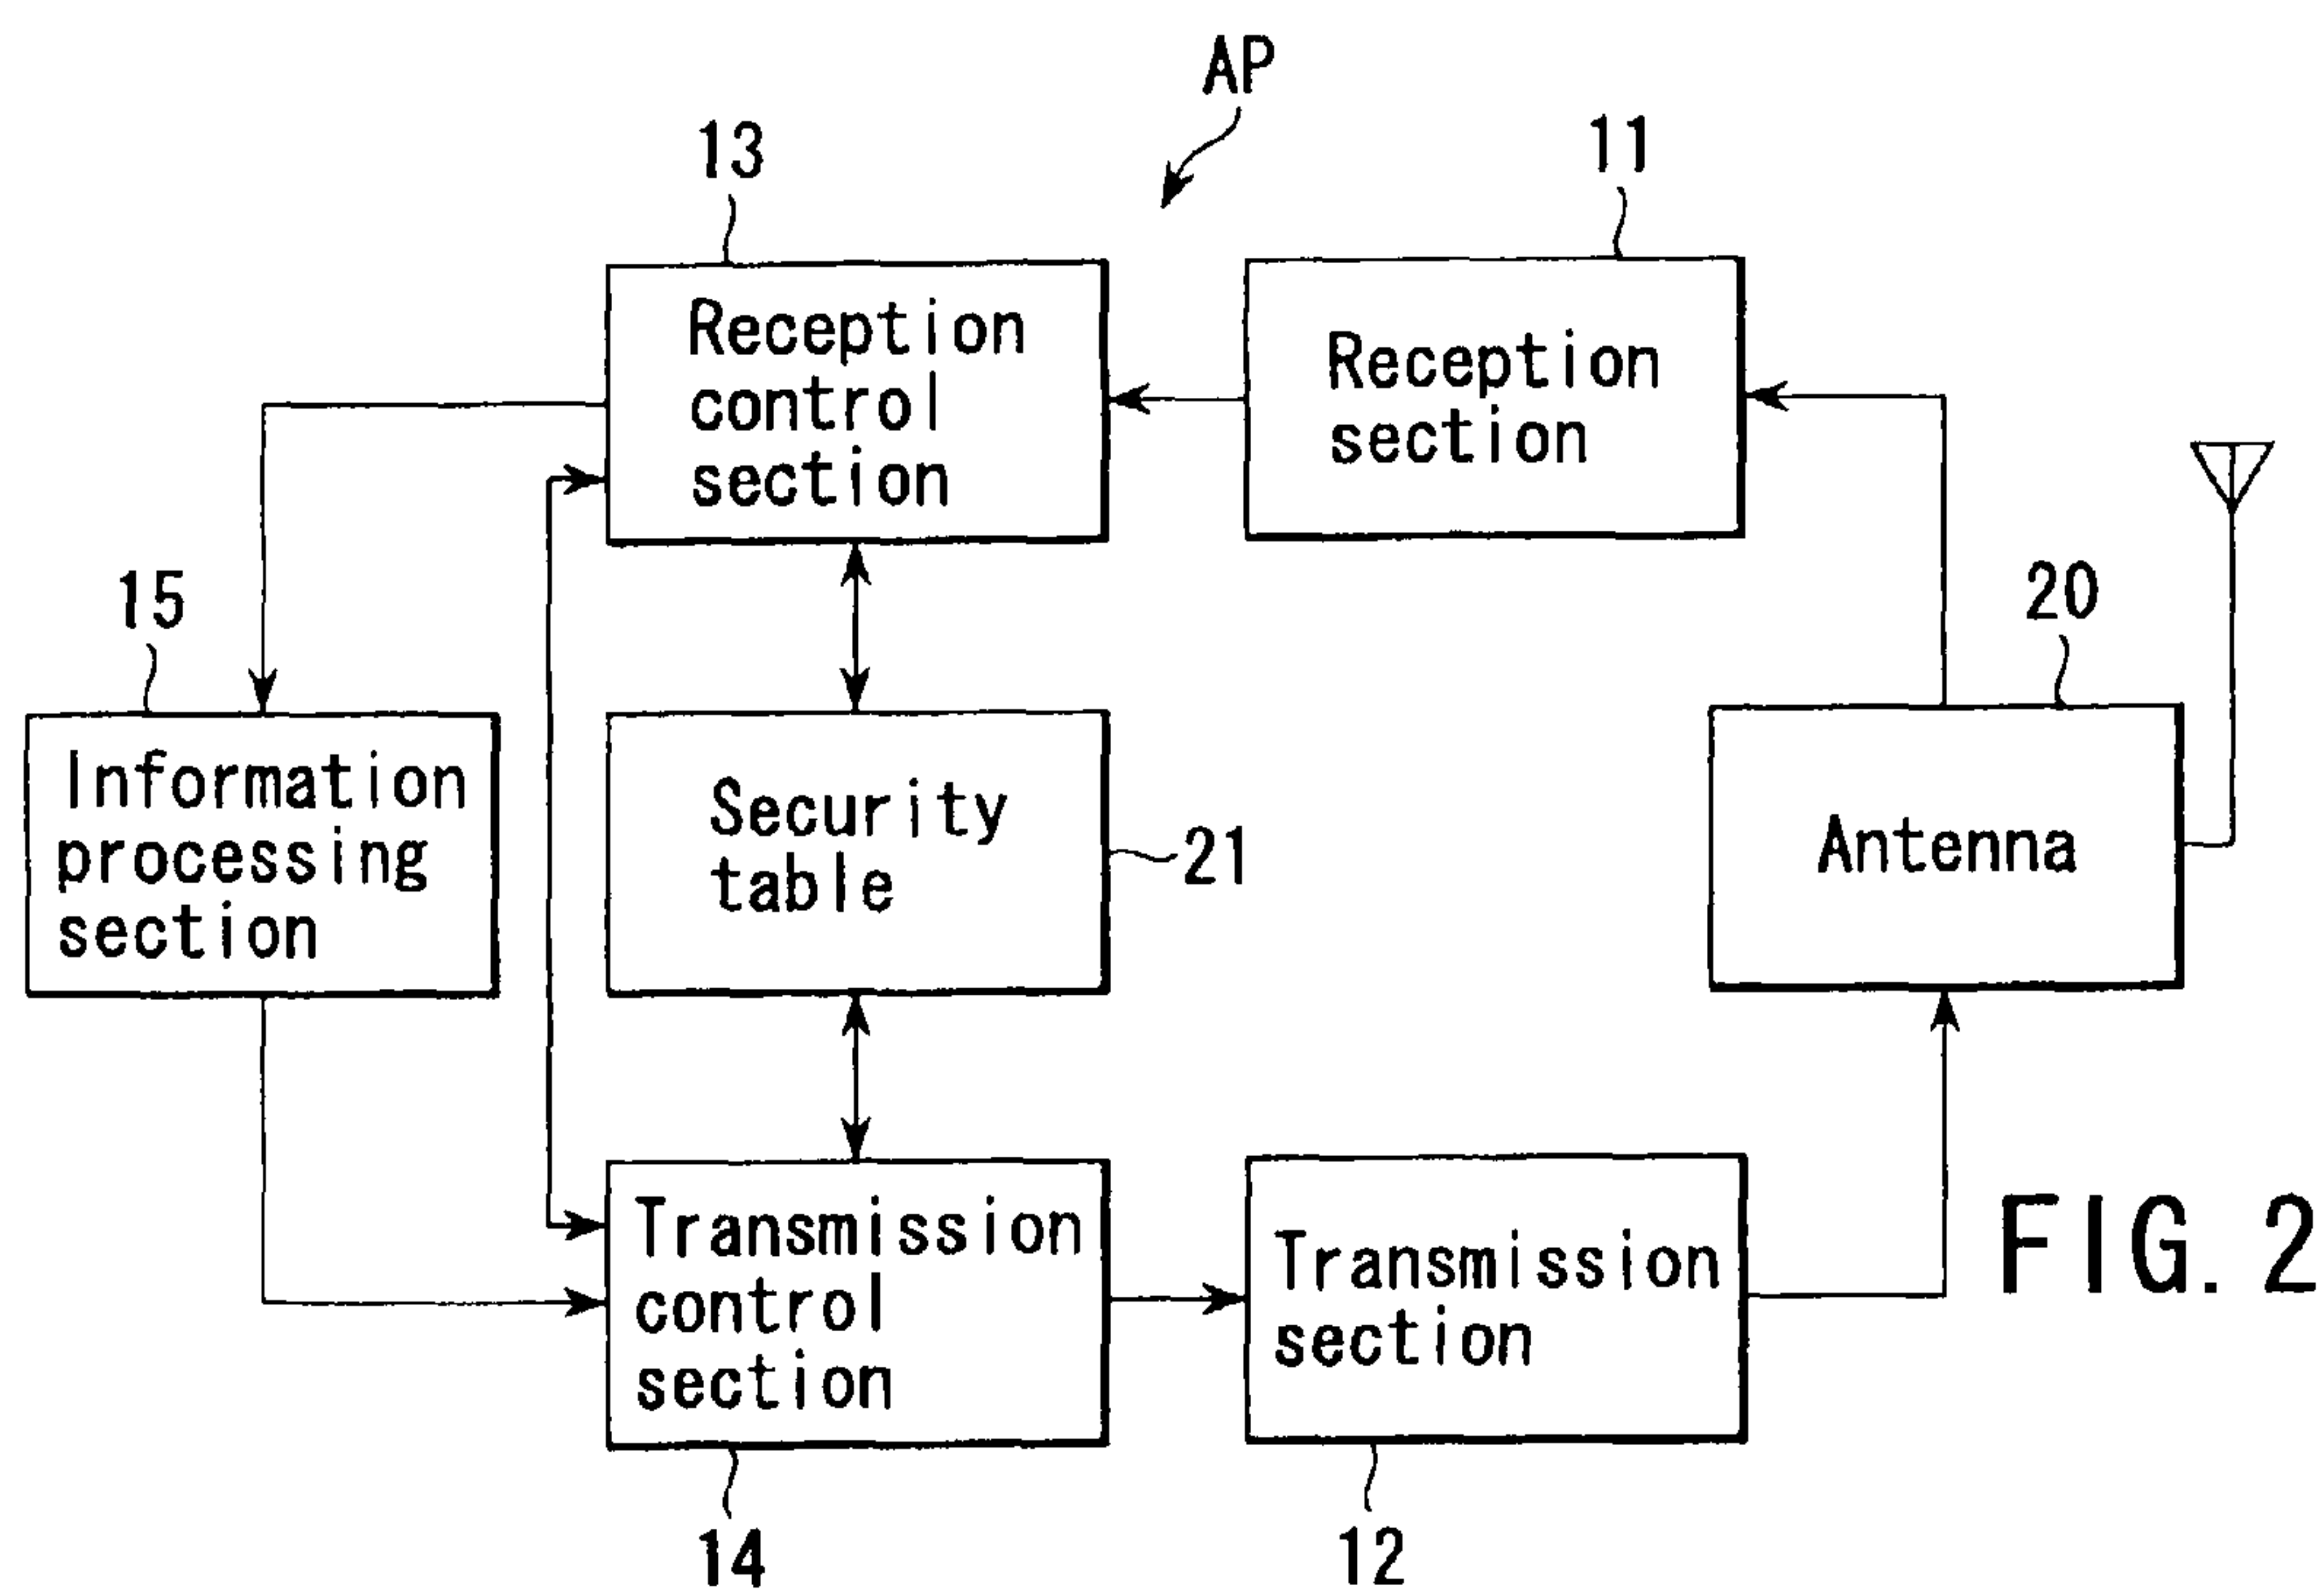 AP
13
11
Reception
control
section
Reception
section
15
20
Information
processing
section
Security
table
21
Antenna
Transmission
control
section
Transmission
section
FIG. 2
14
12